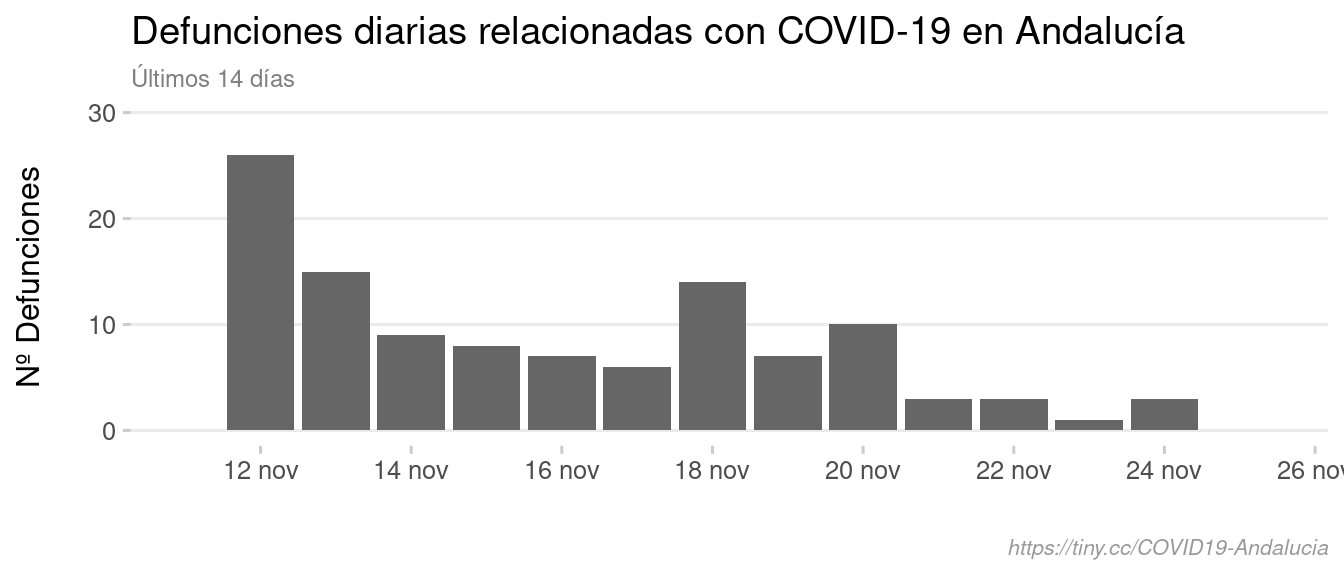 Defunciones diarias relacionadas con COVID-19 en Andalucía
Últimos 14 días
Nº Defunciones
30
20
10
0
12 nov 14 nov 16 nov 18 nov 20 nov 22 nov 24 nov 26 nov
https://tiny.cc/COVID19-Andalucia